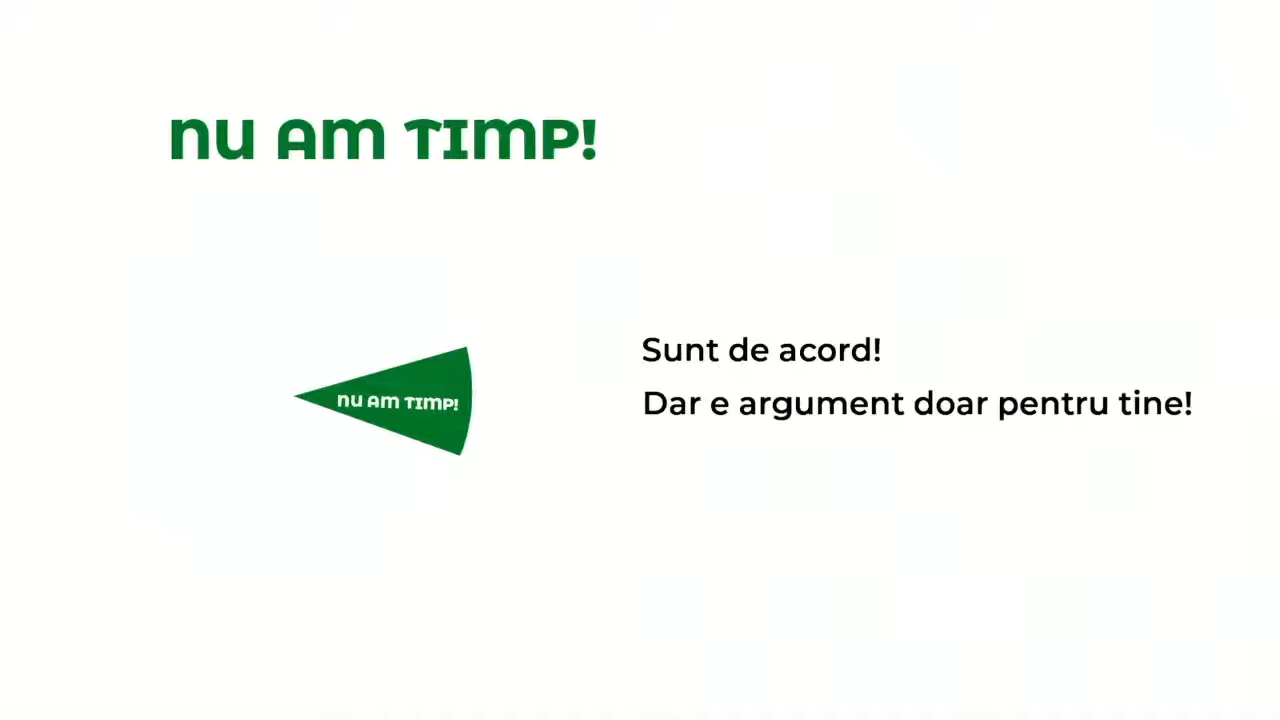 NU AM TIMP!
NU AM TIMP!
Sunt de acord!
Dar e argument doar pentru tine!